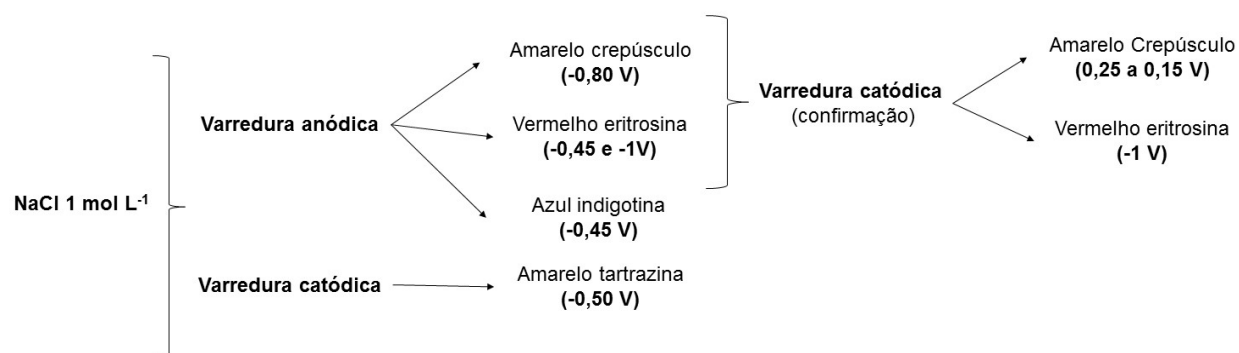 NaCl 1 mol L⁻¹
Varredura anódica
Amarelo crepúsculo
(-0,80 V)
Vermelho eritrosina
(-0,45 e -1V)
Azul indigotina
(-0,45 V)
Varredura catódica
(confirmação)
Amarelo Crepúsculo
(0,25 a 0,15 V)
Vermelho eritrosina
(-1 V)
Varredura catódica
Amarelo tartrazina
(-0,50 V)